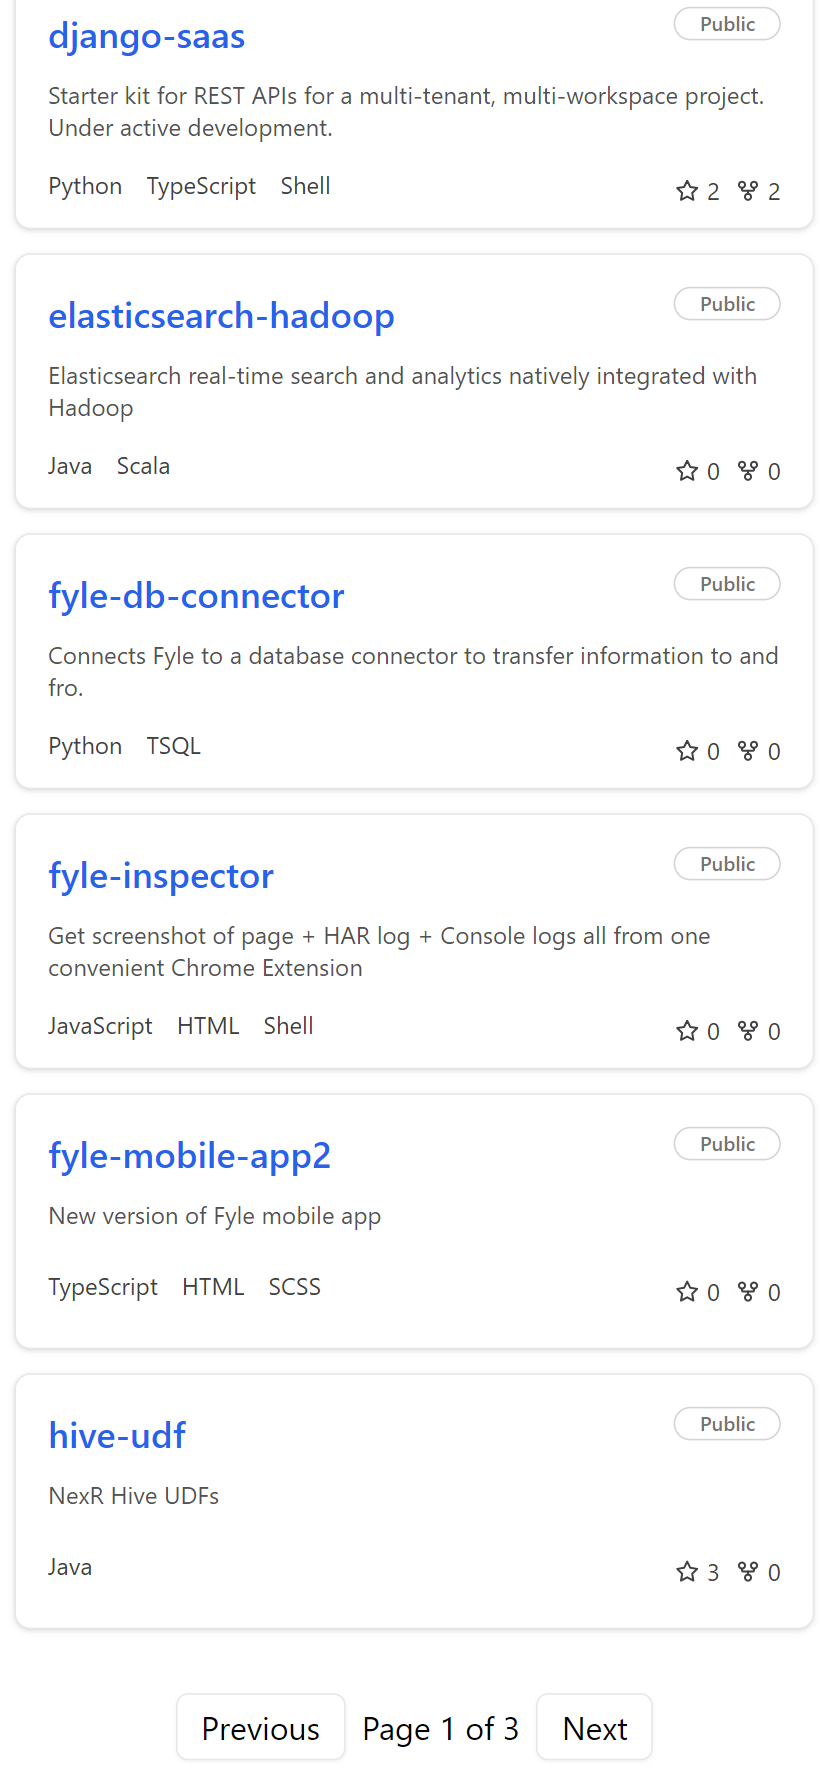 django-saas
Public
Starter kit for REST APIs for a multi-tenant, multi-workspace project.
Under active development.
Python TypeScript Shell
2 2
elasticsearch-hadoop
Public
Elasticsearch real-time search and analytics natively integrated with
Hadoop
Java Scala
0 0
fyle-db-connector
Public
Connects Fyle to a database connector to transfer information to and
fro.
Python TSQL
0 0
fyle-inspector
Public
Get screenshot of page + HAR log + Console logs all from one
convenient Chrome Extension
JavaScript HTML Shell
0 0
fyle-mobile-app2
Public
New version of Fyle mobile app
TypeScript HTML SCSS
0 0
hive-udf
Public
NexR Hive UDFs
Java
3 0
Previous Page 1 of 3 Next